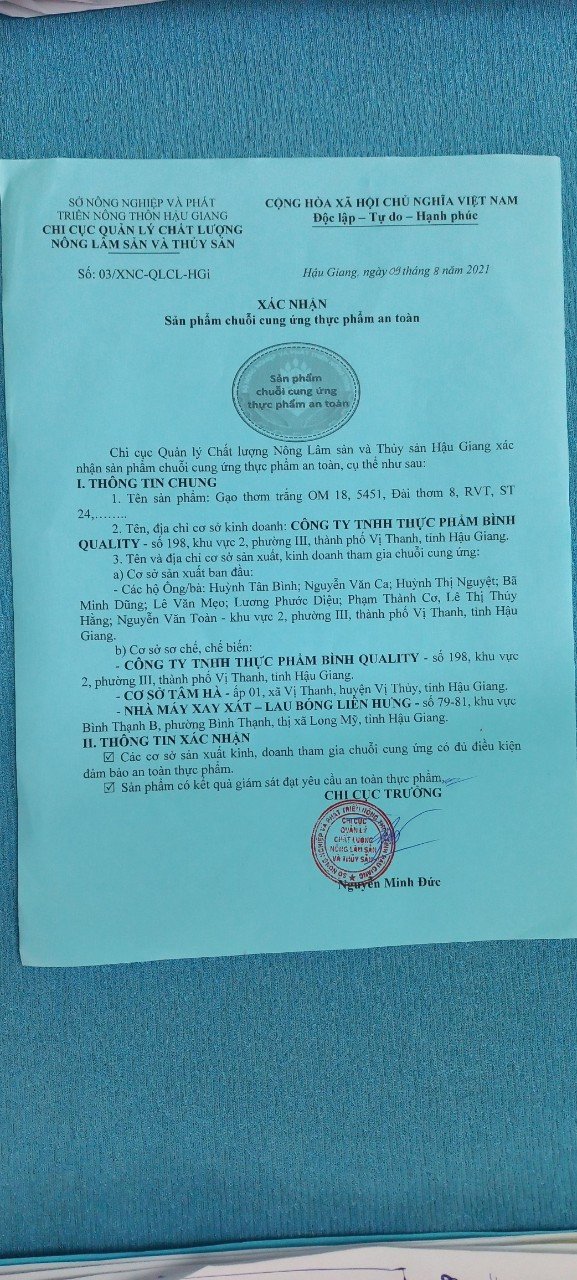 SỞ NÔNG NGHIỆP VÀ PHÁT
TRIỂN NÔNG THÔN HẬU GIANG
CHI CỤC QUẢN LÝ CHẤT LƯỢNG
NÔNG LÂM SẢN VÀ THỦY SẢN
CỘNG HÒA XÃ HỘI CHỦ NGHĨA VIỆT NAM
Độc lập – Tự do – Hạnh phúc
Số: 03/XNC-QLCL-HGi
Hậu Giang, ngày 09 tháng 8 năm 2021
XÁC NHẬN
Sản phẩm chuỗi cung ứng thực phẩm an toàn
Sản phẩm
chuỗi cung ứng
thực phẩm an toàn
Chi cục Quản lý Chất lượng Nông Lâm sản và Thủy sản Hậu Giang xác
nhận sản phẩm chuỗi cung ứng thực phẩm an toàn, cụ thể như sau:
I. THÔNG TIN CHUNG
1. Tên sản phẩm: Gạo thơm trắng OM 18, 5451, Đài thơm 8, RVT, ST
24,........
2. Tên, địa chỉ cơ sở kinh doanh: CÔNG TY TNHH THỰC PHẨM BÌNH
QUALITY - số 198, khu vực 2, phường III, thành phố Vị Thanh, tỉnh Hậu Giang.
3. Tên và địa chỉ cơ sở sản xuất, kinh doanh tham gia chuỗi cung ứng:
a) Cơ sở sản xuất ban đầu:
- Các hộ Ông/bà: Huỳnh Tân Bình; Nguyễn Văn Ca; Huỳnh Thị Nguyệt; Bã
Minh Dũng; Lê Văn Mẹo; Lương Phước Diệu; Phạm Thành Cơ, Lê Thị Thúy
Hằng; Nguyễn Văn Toàn - khu vực 2, phường III, thành phố Vị Thanh, tỉnh Hậu
Giang.
b) Cơ sở sơ chế, chế biến:
- CÔNG TY TNHH THỰC PHẨM BÌNH QUALITY - số 198, khu vực
2, phường III, thành phố Vị Thanh, tỉnh Hậu Giang.
- CƠ SỞ TÂM HÀ - ấp 01, xã Vị Thanh, huyện Vị Thủy, tỉnh Hậu Giang.
- NHÀ MÁY XAY XÁT – LAU BÓNG LIÊN HƯNG - số 79-81, khu vực
Bình Thạnh B, phường Bình Thạnh, thị xã Long Mỹ, tỉnh Hậu Giang.
II. THÔNG TIN XÁC NHẬN
☑ Các cơ sở sản xuất kinh, doanh tham gia chuỗi cung ứng có đủ điều kiện
đảm bảo an toàn thực phẩm.
☑ Sản phẩm có kết quả giám sát đạt yêu cầu an toàn thực phẩm.
CHI CỤC TRƯỞNG
CHI CỤC
QUẢN LÝ
CHẤT LƯỢNG
NÔNG LÂM SẢN
VÀ THỦY SẢN
Nguyễn Minh Đức